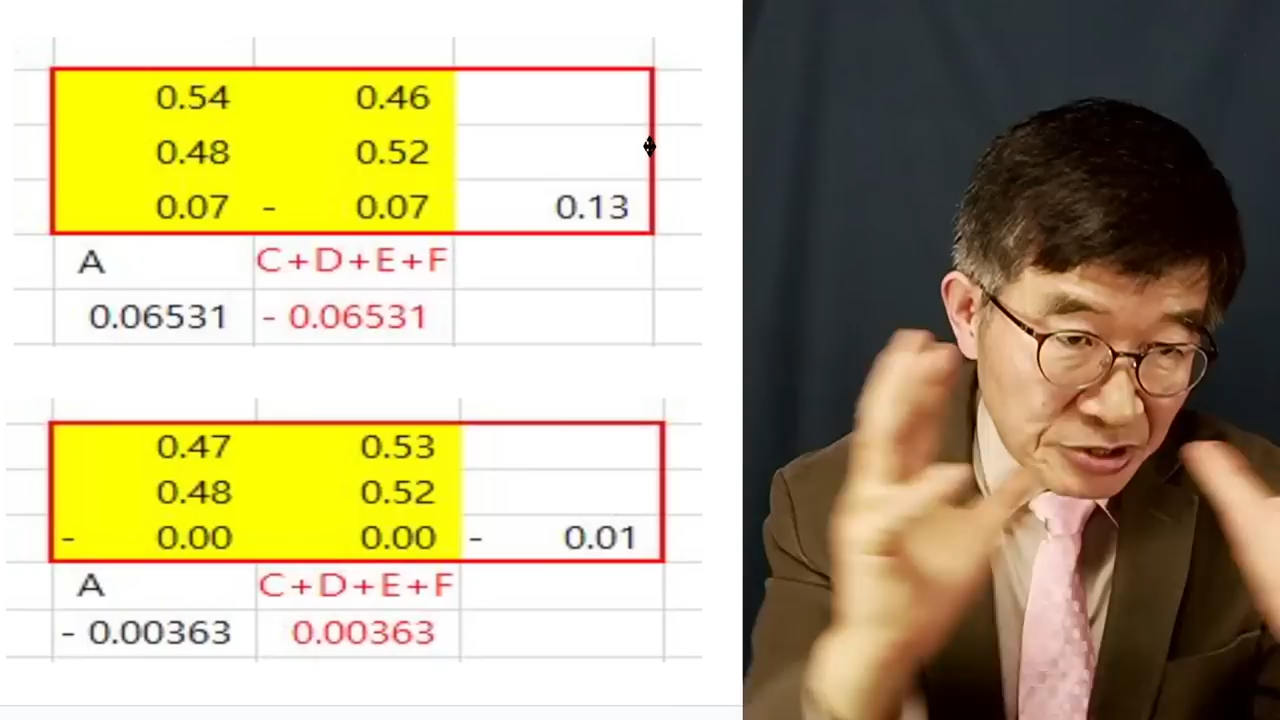 0.54 0.46
0.48 0.52
0.07 - 0.07 0.13
A C+D+E+F
0.06531 - 0.06531
0.47 0.53
0.48 0.52
- 0.00 0.00 - 0.01
A C+D+E+F
- 0.00363 0.00363